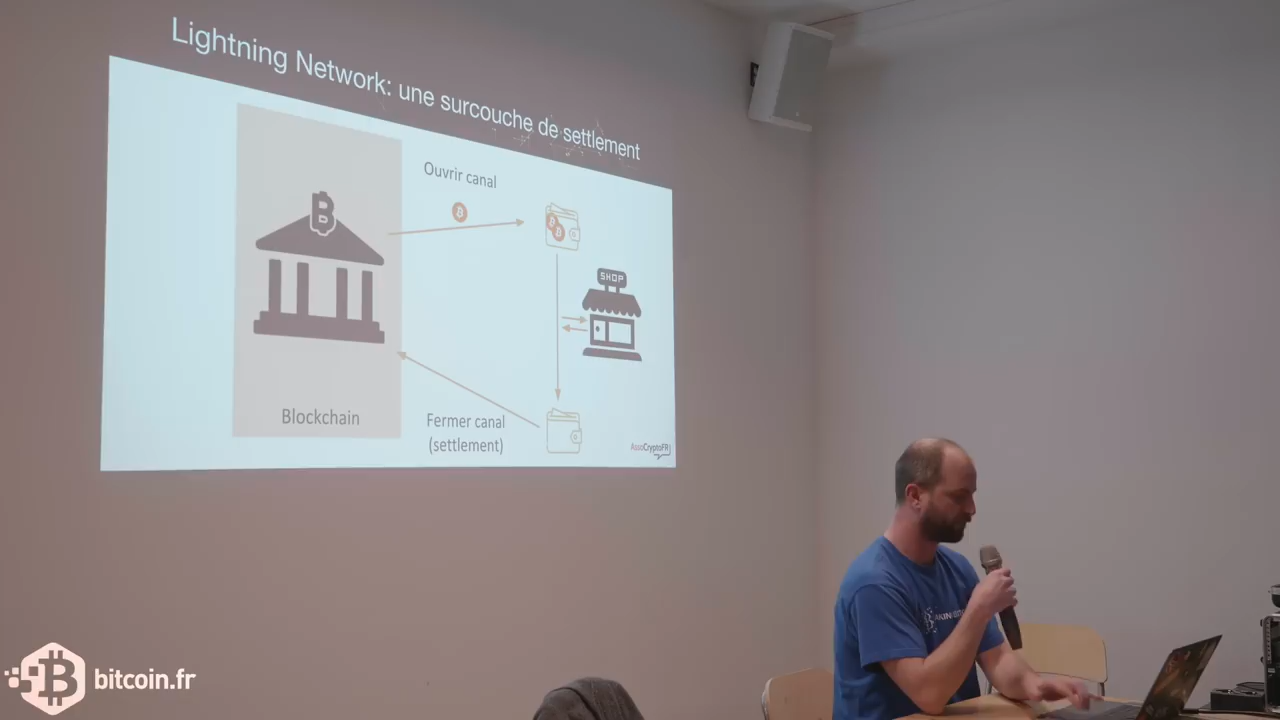 Lightning Network: une surcouche de settlement
Ouvrir canal
SHOP
Blockchain
Fermer canal
(settlement)
AssoCryptoFR
bitcoin.fr